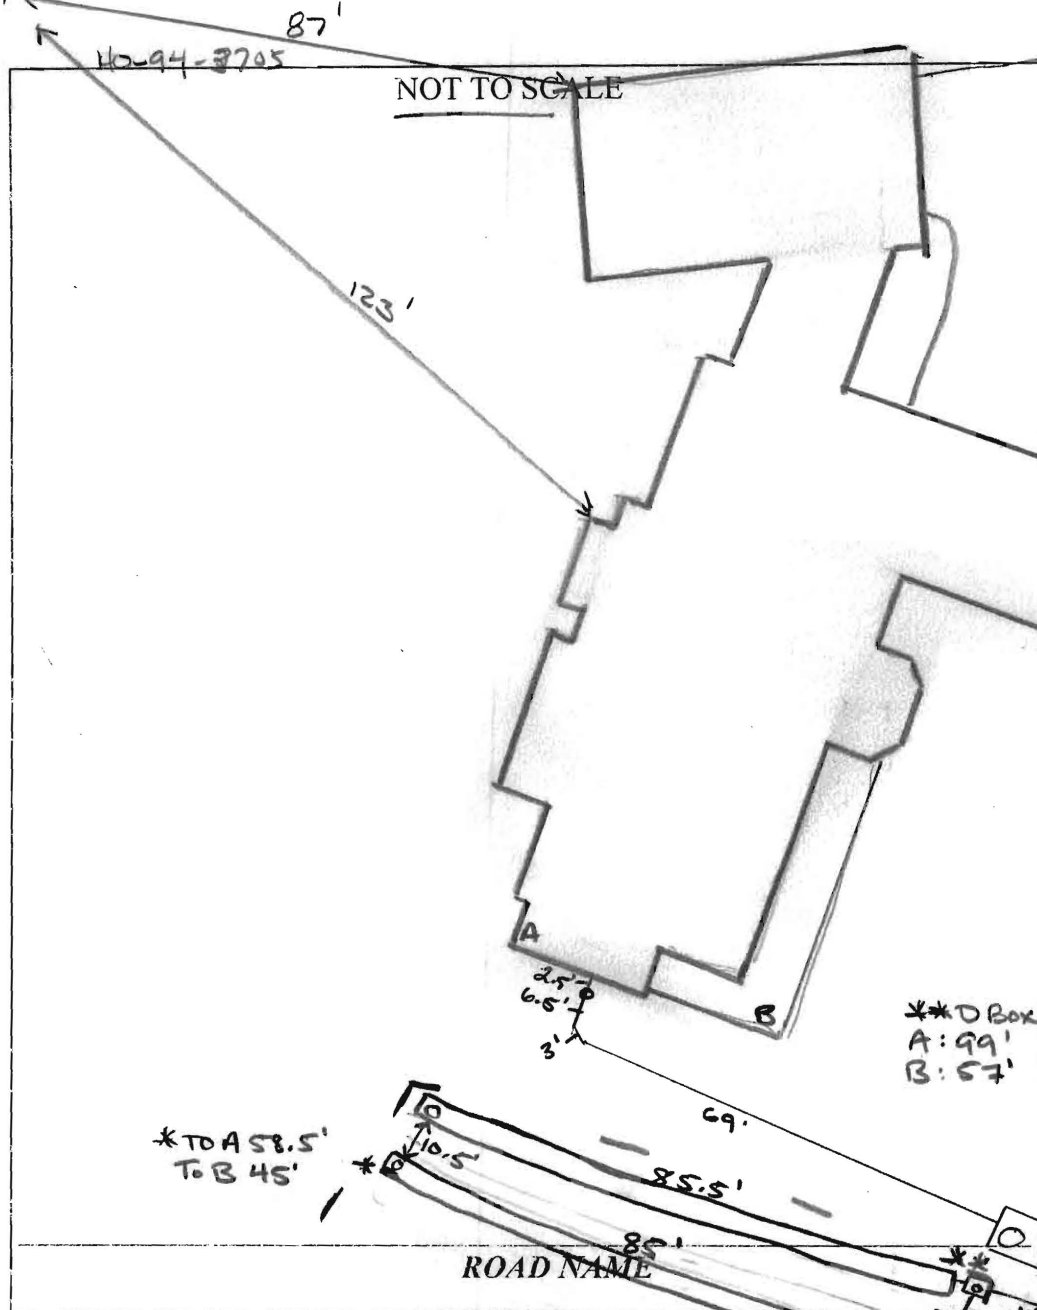 87'
HO-94-3705
NOT TO SCALE
123'
A
2.5'
6.5'
B
3'
** D BOX
A: 99'
B: 57'
69.
* TO A 58.5'
TO B 45'
10.5'
*
85.5'
85'
**
ROAD NAME